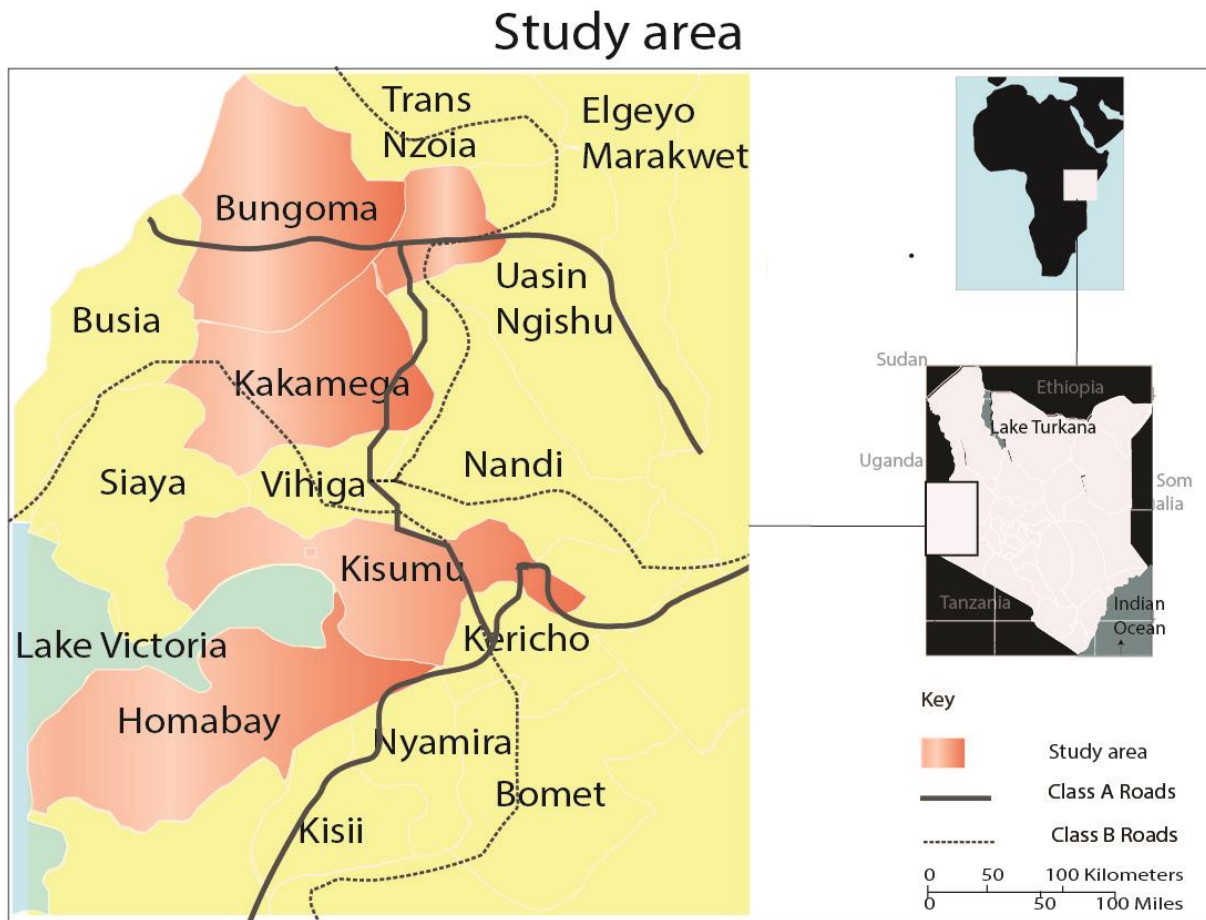 Study area
Trans
Nzoia
Elgeyo
Marakwet
Bungoma
Uasin
Ngishu
Busia
Kakamega
Siaya
Vihiga
Nandi
Kisumu
Lake Victoria
Kericho
Homabay
Nyamira
Bomet
Kisii
Sudan
Ethiopia
Lake Turkana
Uganda
Som
alia
Tanzania
Indian
Ocean
Key
Study area
Class A Roads
Class B Roads
0 50 100 Kilometers
0 50 100 Miles